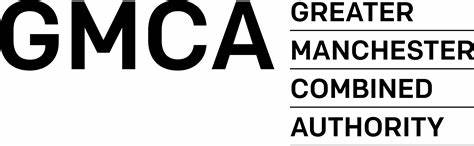 GMCA
GREATER
MANCHESTER
COMBINED
AUTHORITY